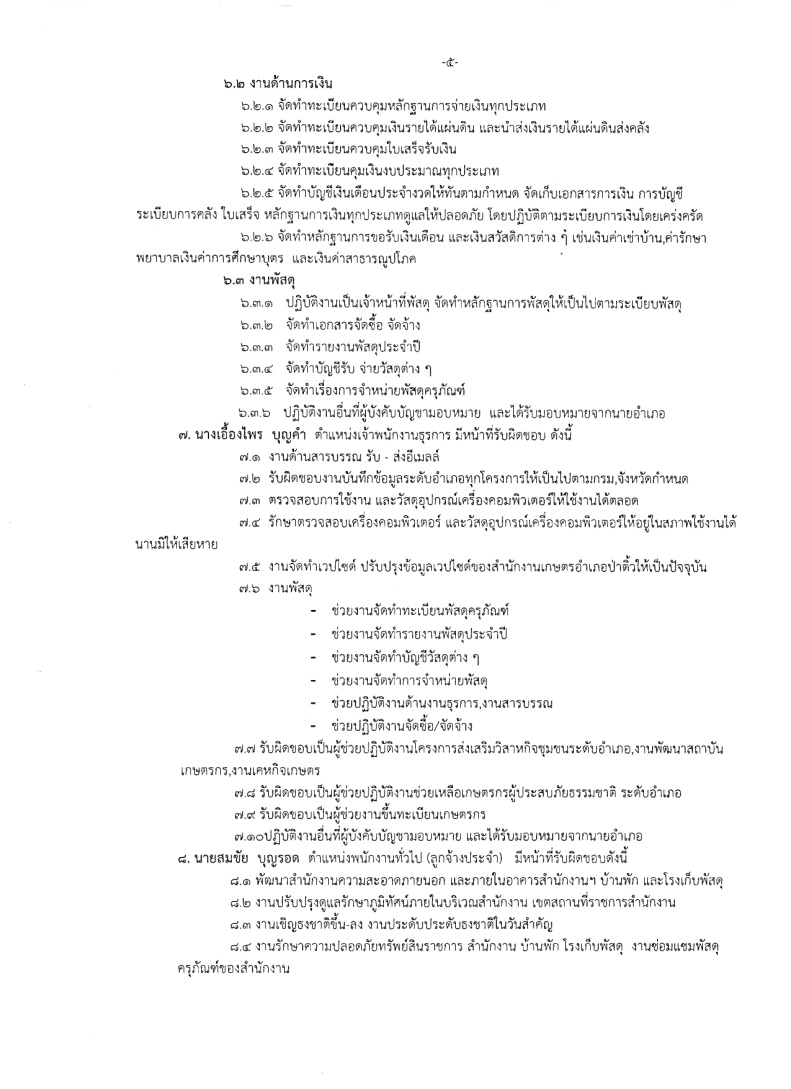 -๕-
๖.๒ งานด้านการเงิน
๖.๒.๑ จัดทำทะเบียนควบคุมหลักฐานการจ่ายเงินทุกประเภท
๖.๒.๒ จัดทำทะเบียนควบคุมเงินรายได้แผ่นดิน และนำส่งเงินรายได้แผ่นดินส่งคลัง
๖.๒.๓ จัดทำทะเบียนควบคุมใบเสร็จรับเงิน
๖.๒.๔ จัดทำทะเบียนคุมเงินงบประมาณทุกประเภท
๖.๒.๕ จัดทำบัญชีเงินเดือนประจำงวดให้ทันตามกำหนด จัดเก็บเอกสารการเงิน การบัญชี
ระเบียบการคลัง ใบเสร็จ หลักฐานการเงินทุกประเภทดูแลให้ปลอดภัย โดยปฏิบัติตามระเบียบการเงินโดยเคร่งครัด
๖.๒.๖ จัดทำหลักฐานการขอรับเงินเดือน และเงินสวัสดิการต่าง ๆ เช่นเงินค่าเช่าบ้าน,ค่ารักษา
พยาบาลเงินค่าการศึกษาบุตร และเงินค่าสาธารณูปโภค
๖.๓ งานพัสดุ
๖.๓.๑ ปฏิบัติงานเป็นเจ้าหน้าที่พัสดุ จัดทำหลักฐานการพัสดุให้เป็นไปตามระเบียบพัสดุ
๖.๓.๒ จัดทำเอกสารจัดซื้อ จัดจ้าง
๖.๓.๓ จัดทำรายงานพัสดุประจำปี
๖.๓.๔ จัดทำบัญชีรับ จ่ายวัสดุต่าง ๆ
๖.๓.๕ จัดทำเรื่องการจำหน่ายพัสดุครุภัณฑ์
๖.๓.๖ ปฏิบัติงานอื่นที่ผู้บังคับบัญชามอบหมาย และได้รับมอบหมายจากนายอำเภอ
๗. นางเอื้องไพร บุญคำ ตำแหน่งเจ้าพนักงานธุรการ มีหน้าที่รับผิดชอบ ดังนี้
๗.๑ งานด้านสารบรรณ รับ - ส่งอีเมลล์
๗.๒ รับผิดชอบงานบันทึกข้อมูลระดับอำเภอทุกโครงการให้เป็นไปตามกรม,จังหวัดกำหนด
๗.๓ ตรวจสอบการใช้งาน และวัสดุอุปกรณ์เครื่องคอมพิวเตอร์ให้ใช้งานได้ตลอด
๗.๔ รักษาตรวจสอบเครื่องคอมพิวเตอร์ และวัสดุอุปกรณ์เครื่องคอมพิวเตอร์ให้อยู่ในสภาพใช้งานได้
นานมิให้เสียหาย
๗.๕ งานจัดทำเวปไซด์ ปรับปรุงข้อมูลเวปไซด์ของสำนักงานเกษตรอำเภอป่าติ้วให้เป็นปัจจุบัน
๗.๖ งานพัสดุ
- ช่วยงานจัดทำทะเบียนพัสดุครุภัณฑ์
- ช่วยงานจัดทำรายงานพัสดุประจำปี
- ช่วยงานจัดทำบัญชีวัสดุต่าง ๆ
- ช่วยงานจัดทำการจำหน่ายพัสดุ
- ช่วยปฏิบัติงานด้านงานธุรการ,งานสารบรรณ
- ช่วยปฏิบัติงานจัดซื้อ/จัดจ้าง
๗.๗ รับผิดชอบเป็นผู้ช่วยปฏิบัติงานโครงการส่งเสริมวิสาหกิจชุมชนระดับอำเภอ,งานพัฒนาสถาบัน
เกษตรกร,งานเคหกิจเกษตร
๗.๘ รับผิดชอบเป็นผู้ช่วยปฏิบัติงานช่วยเหลือเกษตรกรผู้ประสบภัยธรรมชาติ ระดับอำเภอ
๗.๙ รับผิดชอบเป็นผู้ช่วยงานขึ้นทะเบียนเกษตรกร
๗.๑๐ปฏิบัติงานอื่นที่ผู้บังคับบัญชามอบหมาย และได้รับมอบหมายจากนายอำเภอ
๘. นายสมชัย บุญรอด ตำแหน่งพนักงานทั่วไป (ลูกจ้างประจำ) มีหน้าที่รับผิดชอบดังนี้
๘.๑ พัฒนาสำนักงานความสะอาดภายนอก และภายในอาคารสำนักงานฯ บ้านพัก และโรงเก็บพัสดุ
๘.๒ งานปรับปรุงดูแลรักษาภูมิทัศน์ภายในบริเวณสำนักงาน เขตสถานที่ราชการสำนักงาน
๘.๓ งานเชิญธงชาติขึ้น-ลง งานประดับประดับธงชาติในวันสำคัญ
๘.๔ งานรักษาความปลอดภัยทรัพย์สินราชการ สำนักงาน บ้านพัก โรงเก็บพัสดุ งานซ่อมแซมพัสดุ
ครุภัณฑ์ของสำนักงาน